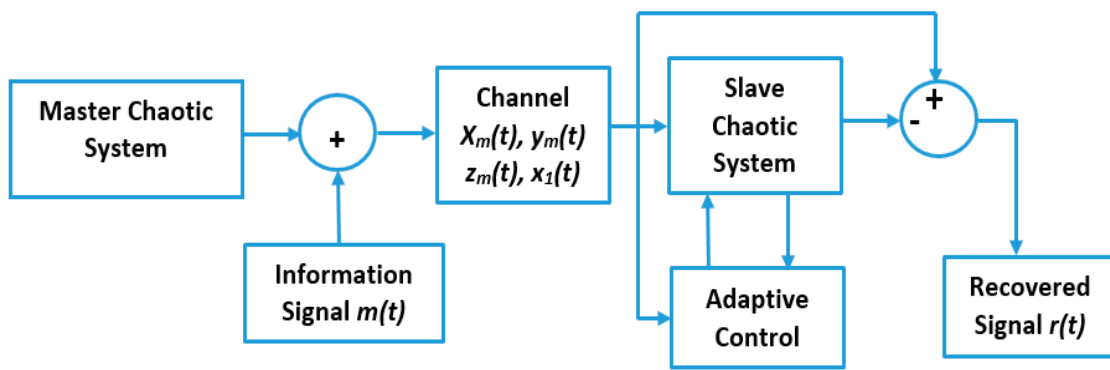 Master Chaotic
System
+
Information
Signal m(t)
Channel
Xm(t), ym(t)
zm(t), x1(t)
Slave
Chaotic
System
Adaptive
Control
+
-
Recovered
Signal r(t)